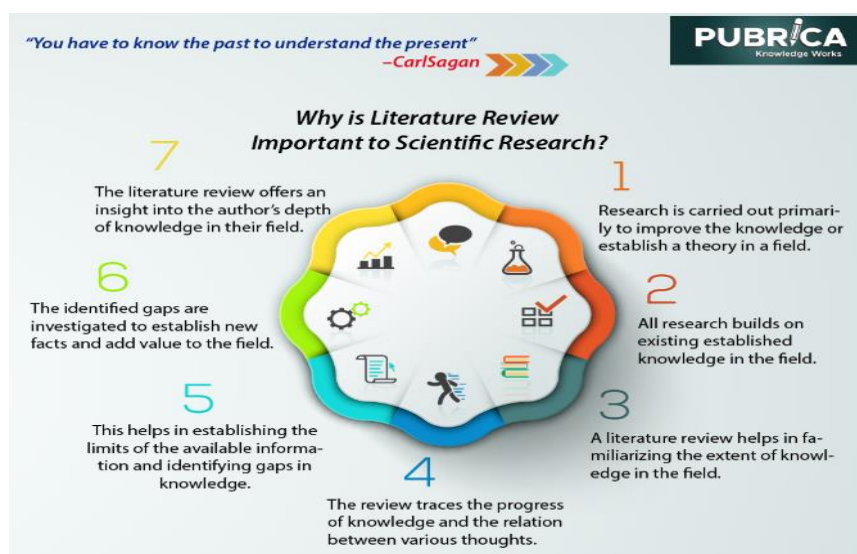 “You have to know the past to understand the present”
–CarlSagan
PUBRICA
Knowledge Works
Why is Literature Review
Important to Scientific Research?
1
Research is carried out primari-
ly to improve the knowledge or
establish a theory in a field.
2
All research builds on
existing established
knowledge in the field.
3
A literature review helps in fa-
miliarizing the extent of knowl-
edge in the field.
4
The review traces the progress
of knowledge and the relation
between various thoughts.
5
This helps in establishing the
limits of the available informa-
tion and identifying gaps in
knowledge.
6
The identified gaps are
investigated to establish new
facts and add value to the field.
7
The literature review offers an
insight into the author’s depth
of knowledge in their field.